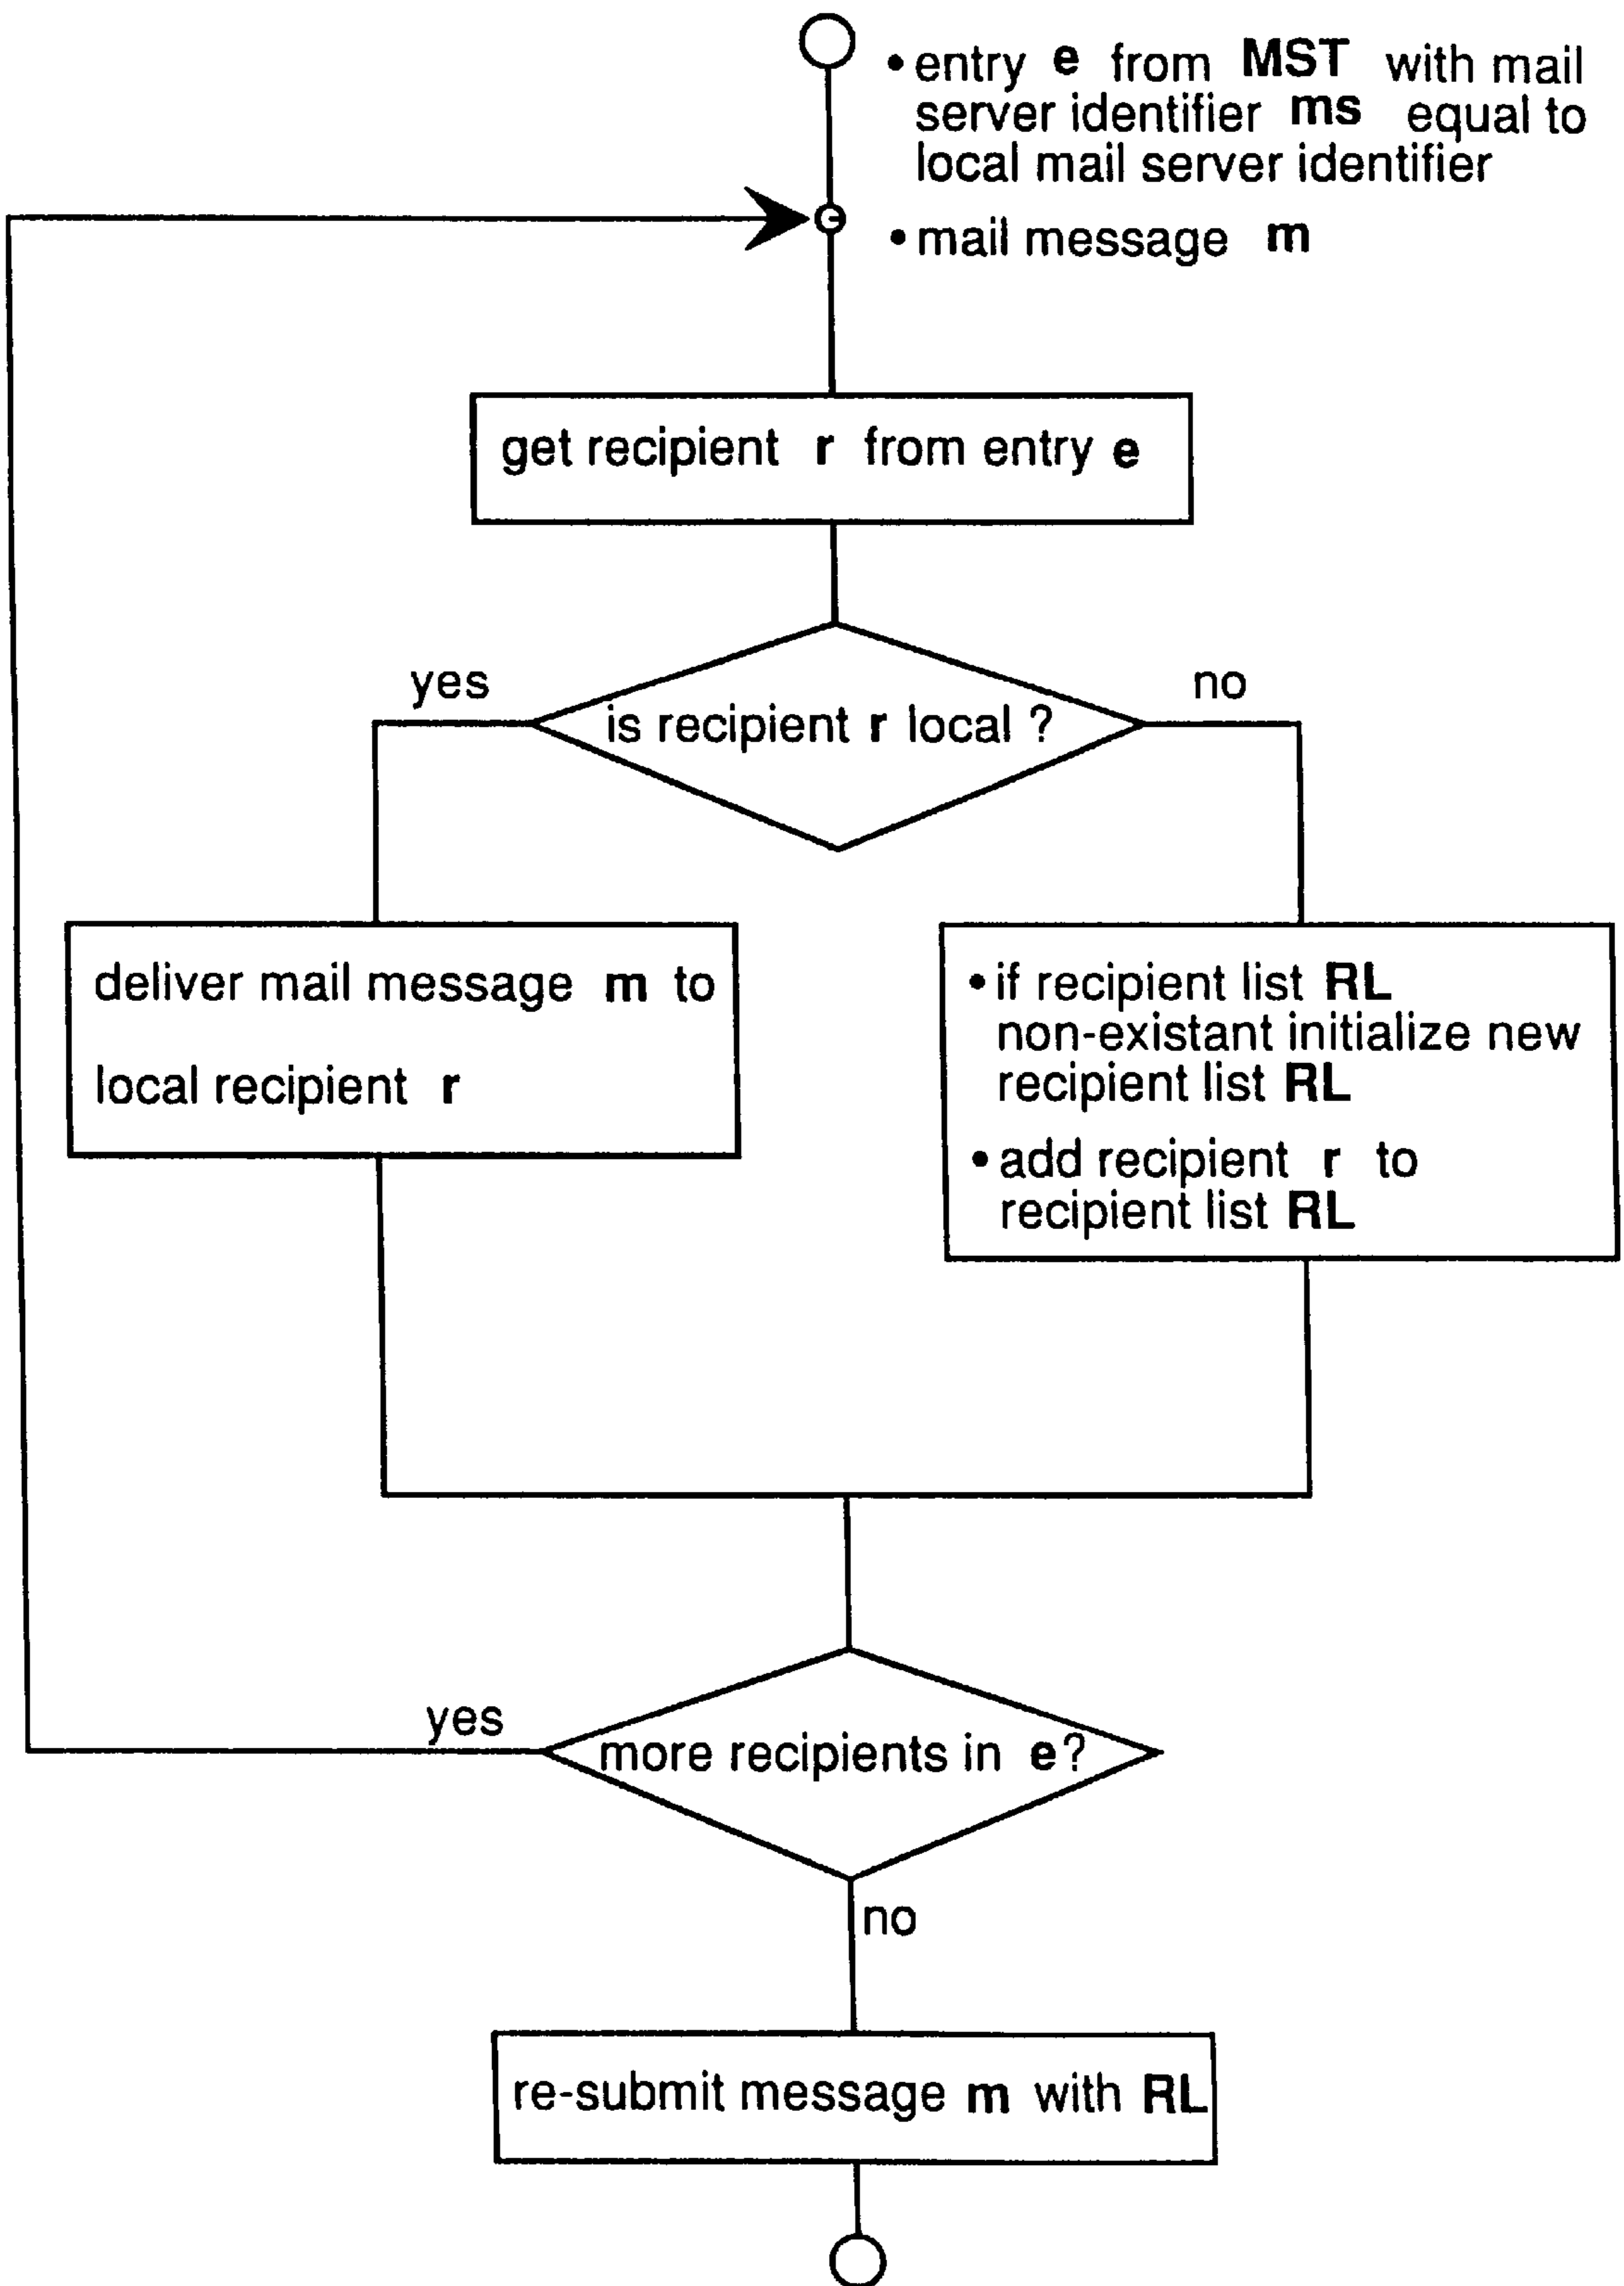 • entry e from MST with mail
server identifier ms equal to
local mail server identifier
• mail message m
get recipient r from entry e
yes
no
is recipient r local ?
deliver mail message m to
local recipient r
• if recipient list RL
non-existant initialize new
recipient list RL
• add recipient r to
recipient list RL
yes
more recipients in e?
no
re-submit message m with RL